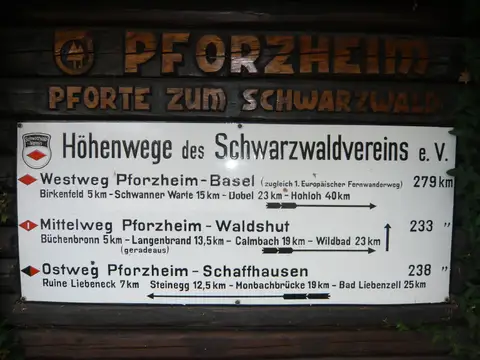 PFORZHEIM
PFORTE ZUM SCHWARZWALD
Schwarzwald-
Verein
Höhenwege des Schwarzwaldvereins e. V.
Westweg Pforzheim-Basel (zugleich 1. Europäischer Fernwanderweg) 279 km
Birkenfeld 5 km - Schwanner Warte 15 km - Dobel 23 km - Hohloh 40 km
Mittelweg Pforzheim - Waldshut 233 "
Büchenbronn 5 km - Langenbrand 13,5 km - Calmbach 19 km - Wildbad 23 km
(geradeaus)
Ostweg Pforzheim - Schaffhausen 238 "
Ruine Liebeneck 7 km Steinegg 12,5 km - Monbachbrücke 19 km - Bad Liebenzell 25 km